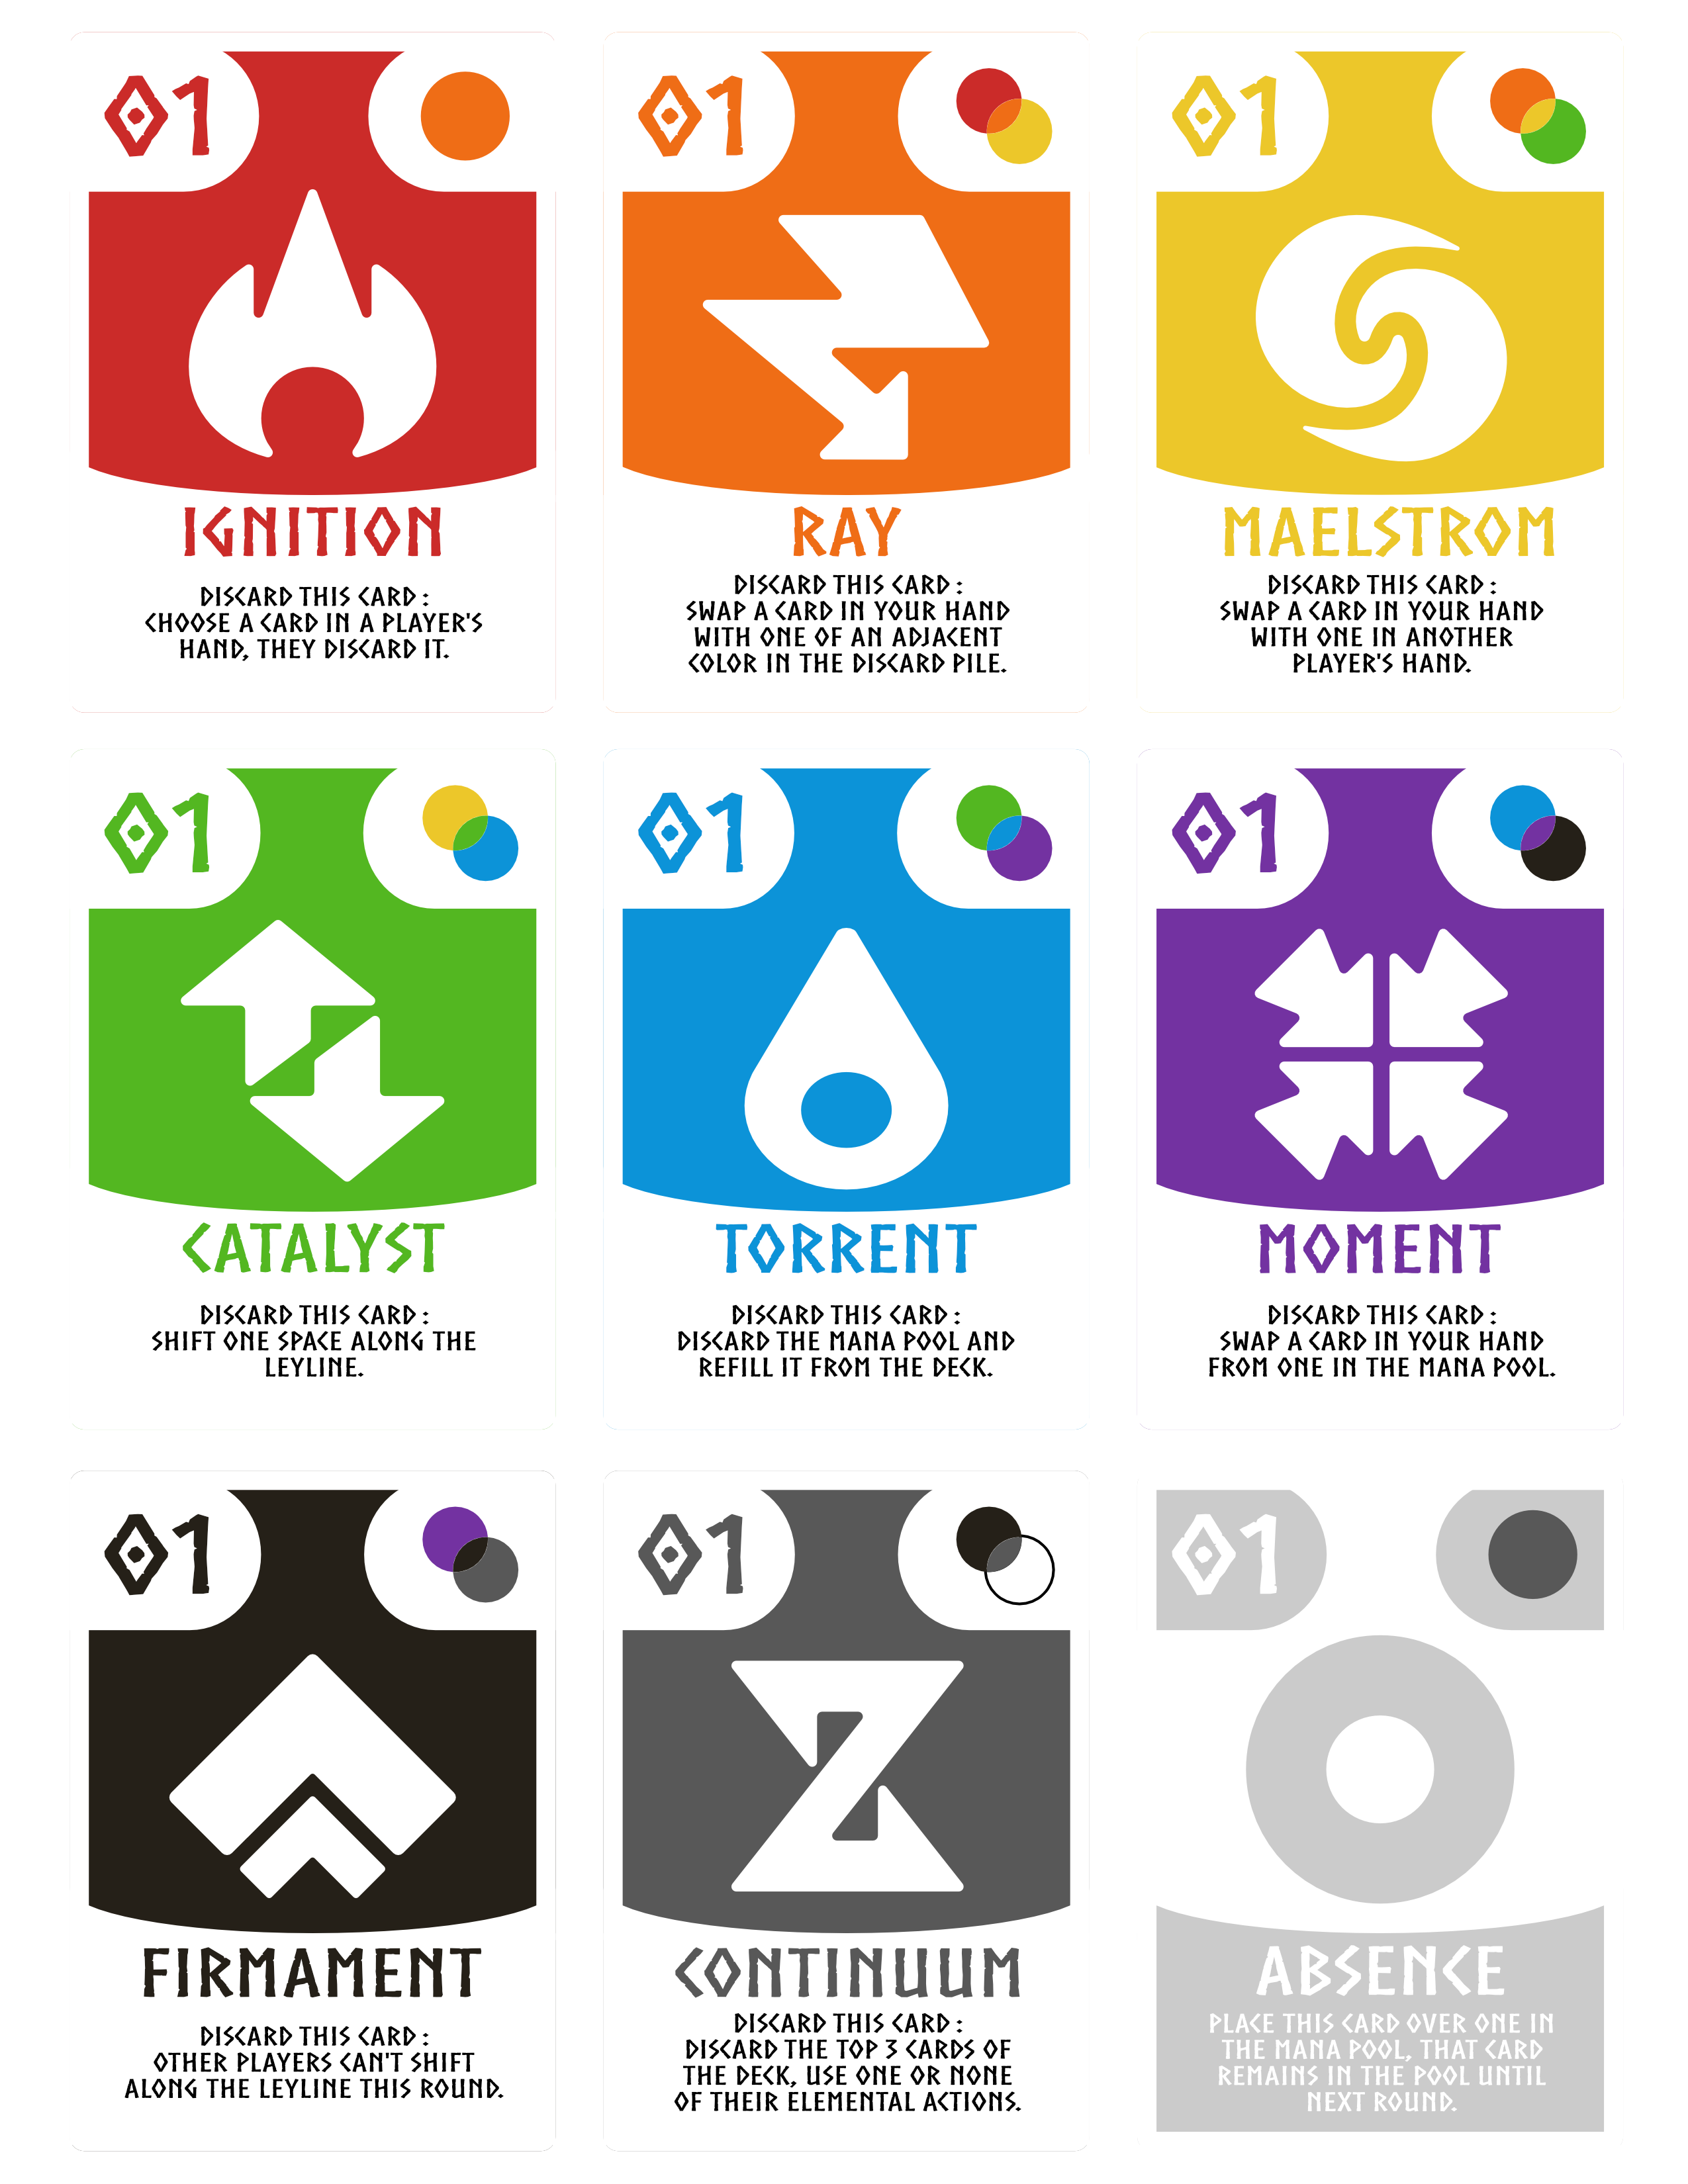 01
IGNITION
DISCARD THIS CARD :
CHOOSE A CARD IN A PLAYER'S
HAND, THEY DISCARD IT.
01
RAY
DISCARD THIS CARD :
SWAP A CARD IN YOUR HAND
WITH ONE OF AN ADJACENT
COLOR IN THE DISCARD PILE.
01
MAELSTROM
DISCARD THIS CARD :
SWAP A CARD IN YOUR HAND
WITH ONE IN ANOTHER
PLAYER'S HAND.
01
CATALYST
DISCARD THIS CARD :
SHIFT ONE SPACE ALONG THE
LEYLINE.
01
TORRENT
DISCARD THIS CARD :
DISCARD THE MANA POOL AND
REFILL IT FROM THE DECK.
01
MOMENT
DISCARD THIS CARD :
SWAP A CARD IN YOUR HAND
FROM ONE IN THE MANA POOL.
01
FIRMAMENT
DISCARD THIS CARD :
OTHER PLAYERS CAN'T SHIFT
ALONG THE LEYLINE THIS ROUND.
01
CONTINUUM
DISCARD THIS CARD :
DISCARD THE TOP 3 CARDS OF
THE DECK, USE ONE OR NONE
OF THEIR ELEMENTAL ACTIONS.
01
ABSENCE
PLACE THIS CARD OVER ONE IN
THE MANA POOL, THAT CARD
REMAINS IN THE POOL UNTIL
NEXT ROUND.